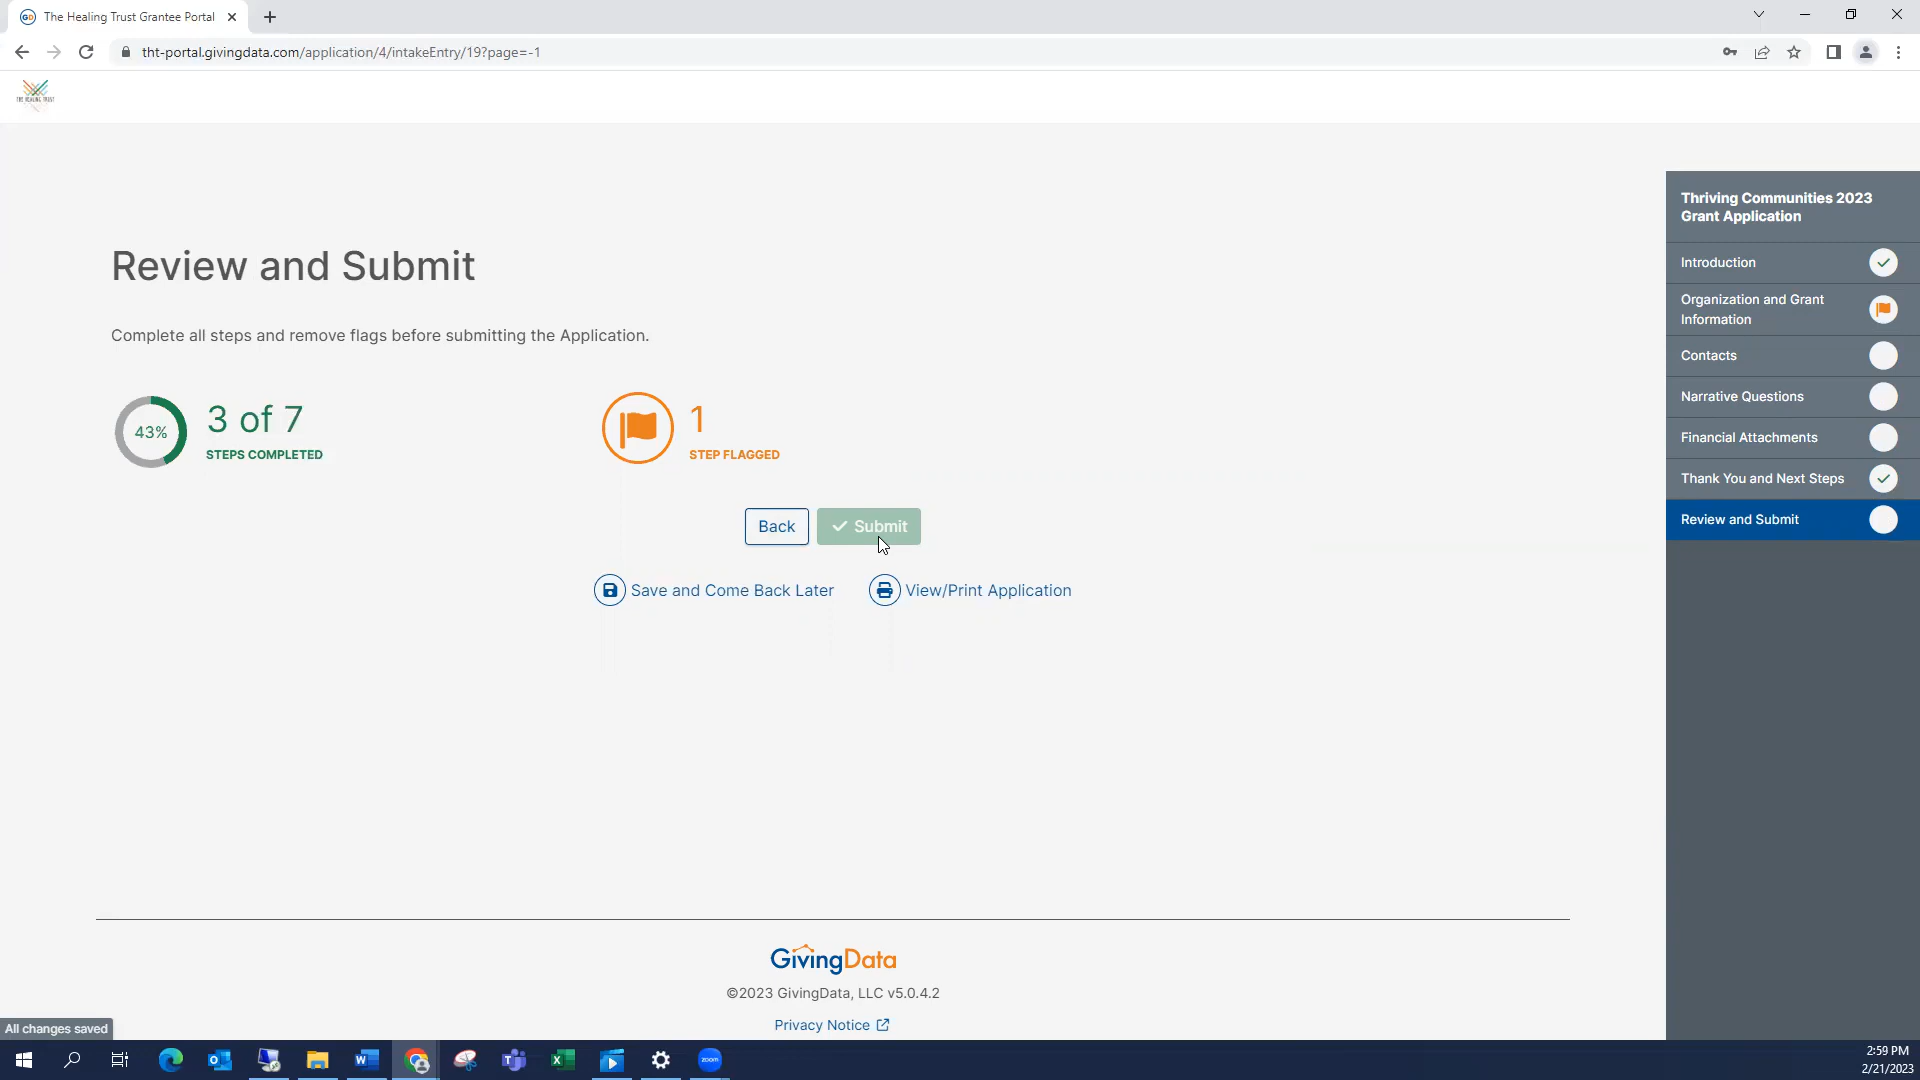 The Healing Trust Grantee Portal
tht-portal.givingdata.com/application/4/intakeEntry/19?page=-1
THE HEALING TRUST
Review and Submit
Complete all steps and remove flags before submitting the Application.
43%
3 of 7
STEPS COMPLETED
1
STEP FLAGGED
Back
Submit
Save and Come Back Later
View/Print Application
Thriving Communities 2023
Grant Application
Introduction
Organization and Grant
Information
Contacts
Narrative Questions
Financial Attachments
Thank You and Next Steps
Review and Submit
GivingData
©2023 GivingData, LLC v5.0.4.2
Privacy Notice
All changes saved
zoom
2:59 PM
2/21/2023